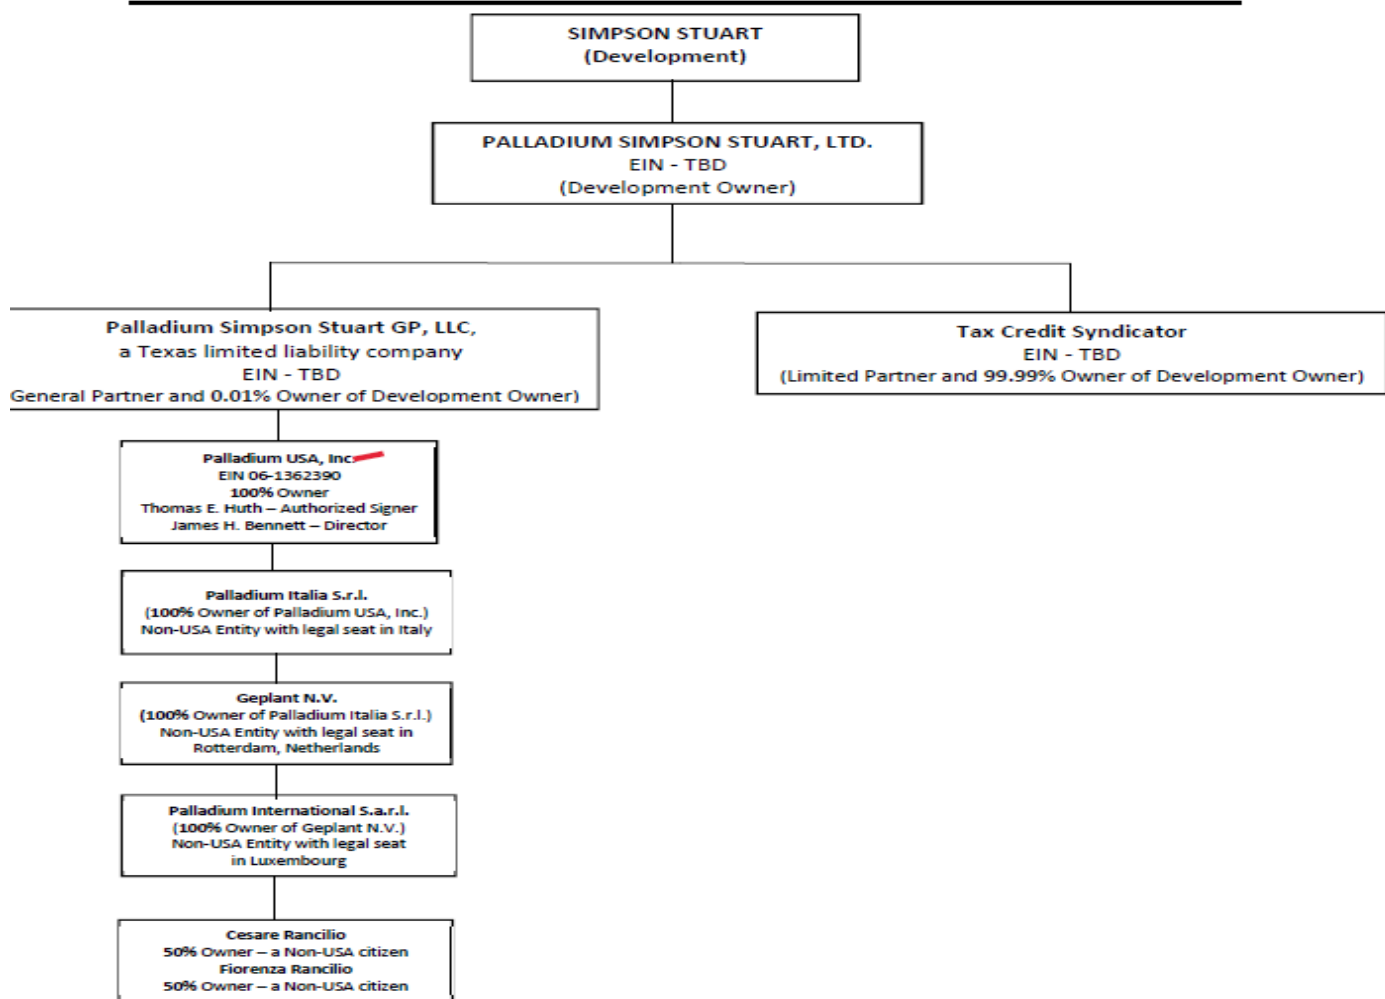 SIMPSON STUART
(Development)
PALLADIUM SIMPSON STUART, LTD.
EIN - TBD
(Development Owner)
Palladium Simpson Stuart GP, LLC,
a Texas limited liability company
EIN - TBD
General Partner and 0.01% Owner of Development Owner)
Tax Credit Syndicator
EIN - TBD
(Limited Partner and 99.99% Owner of Development Owner)
Palladium USA, Inc.
EIN 06-1362390
100% Owner
Thomas E. Huth – Authorized Signer
James H. Bennett – Director
Palladium Italia S.r.l.
(100% Owner of Palladium USA, Inc.)
Non-USA Entity with legal seat in Italy
Geplant N.V.
(100% Owner of Palladium Italia S.r.l.)
Non-USA Entity with legal seat in
Rotterdam, Netherlands
Palladium International S.a.r.l.
(100% Owner of Geplant N.V.)
Non-USA Entity with legal seat
in Luxembourg
Cesare Rancilio
50% Owner – a Non-USA citizen
Fiorenza Rancilio
50% Owner – a Non-USA citizen